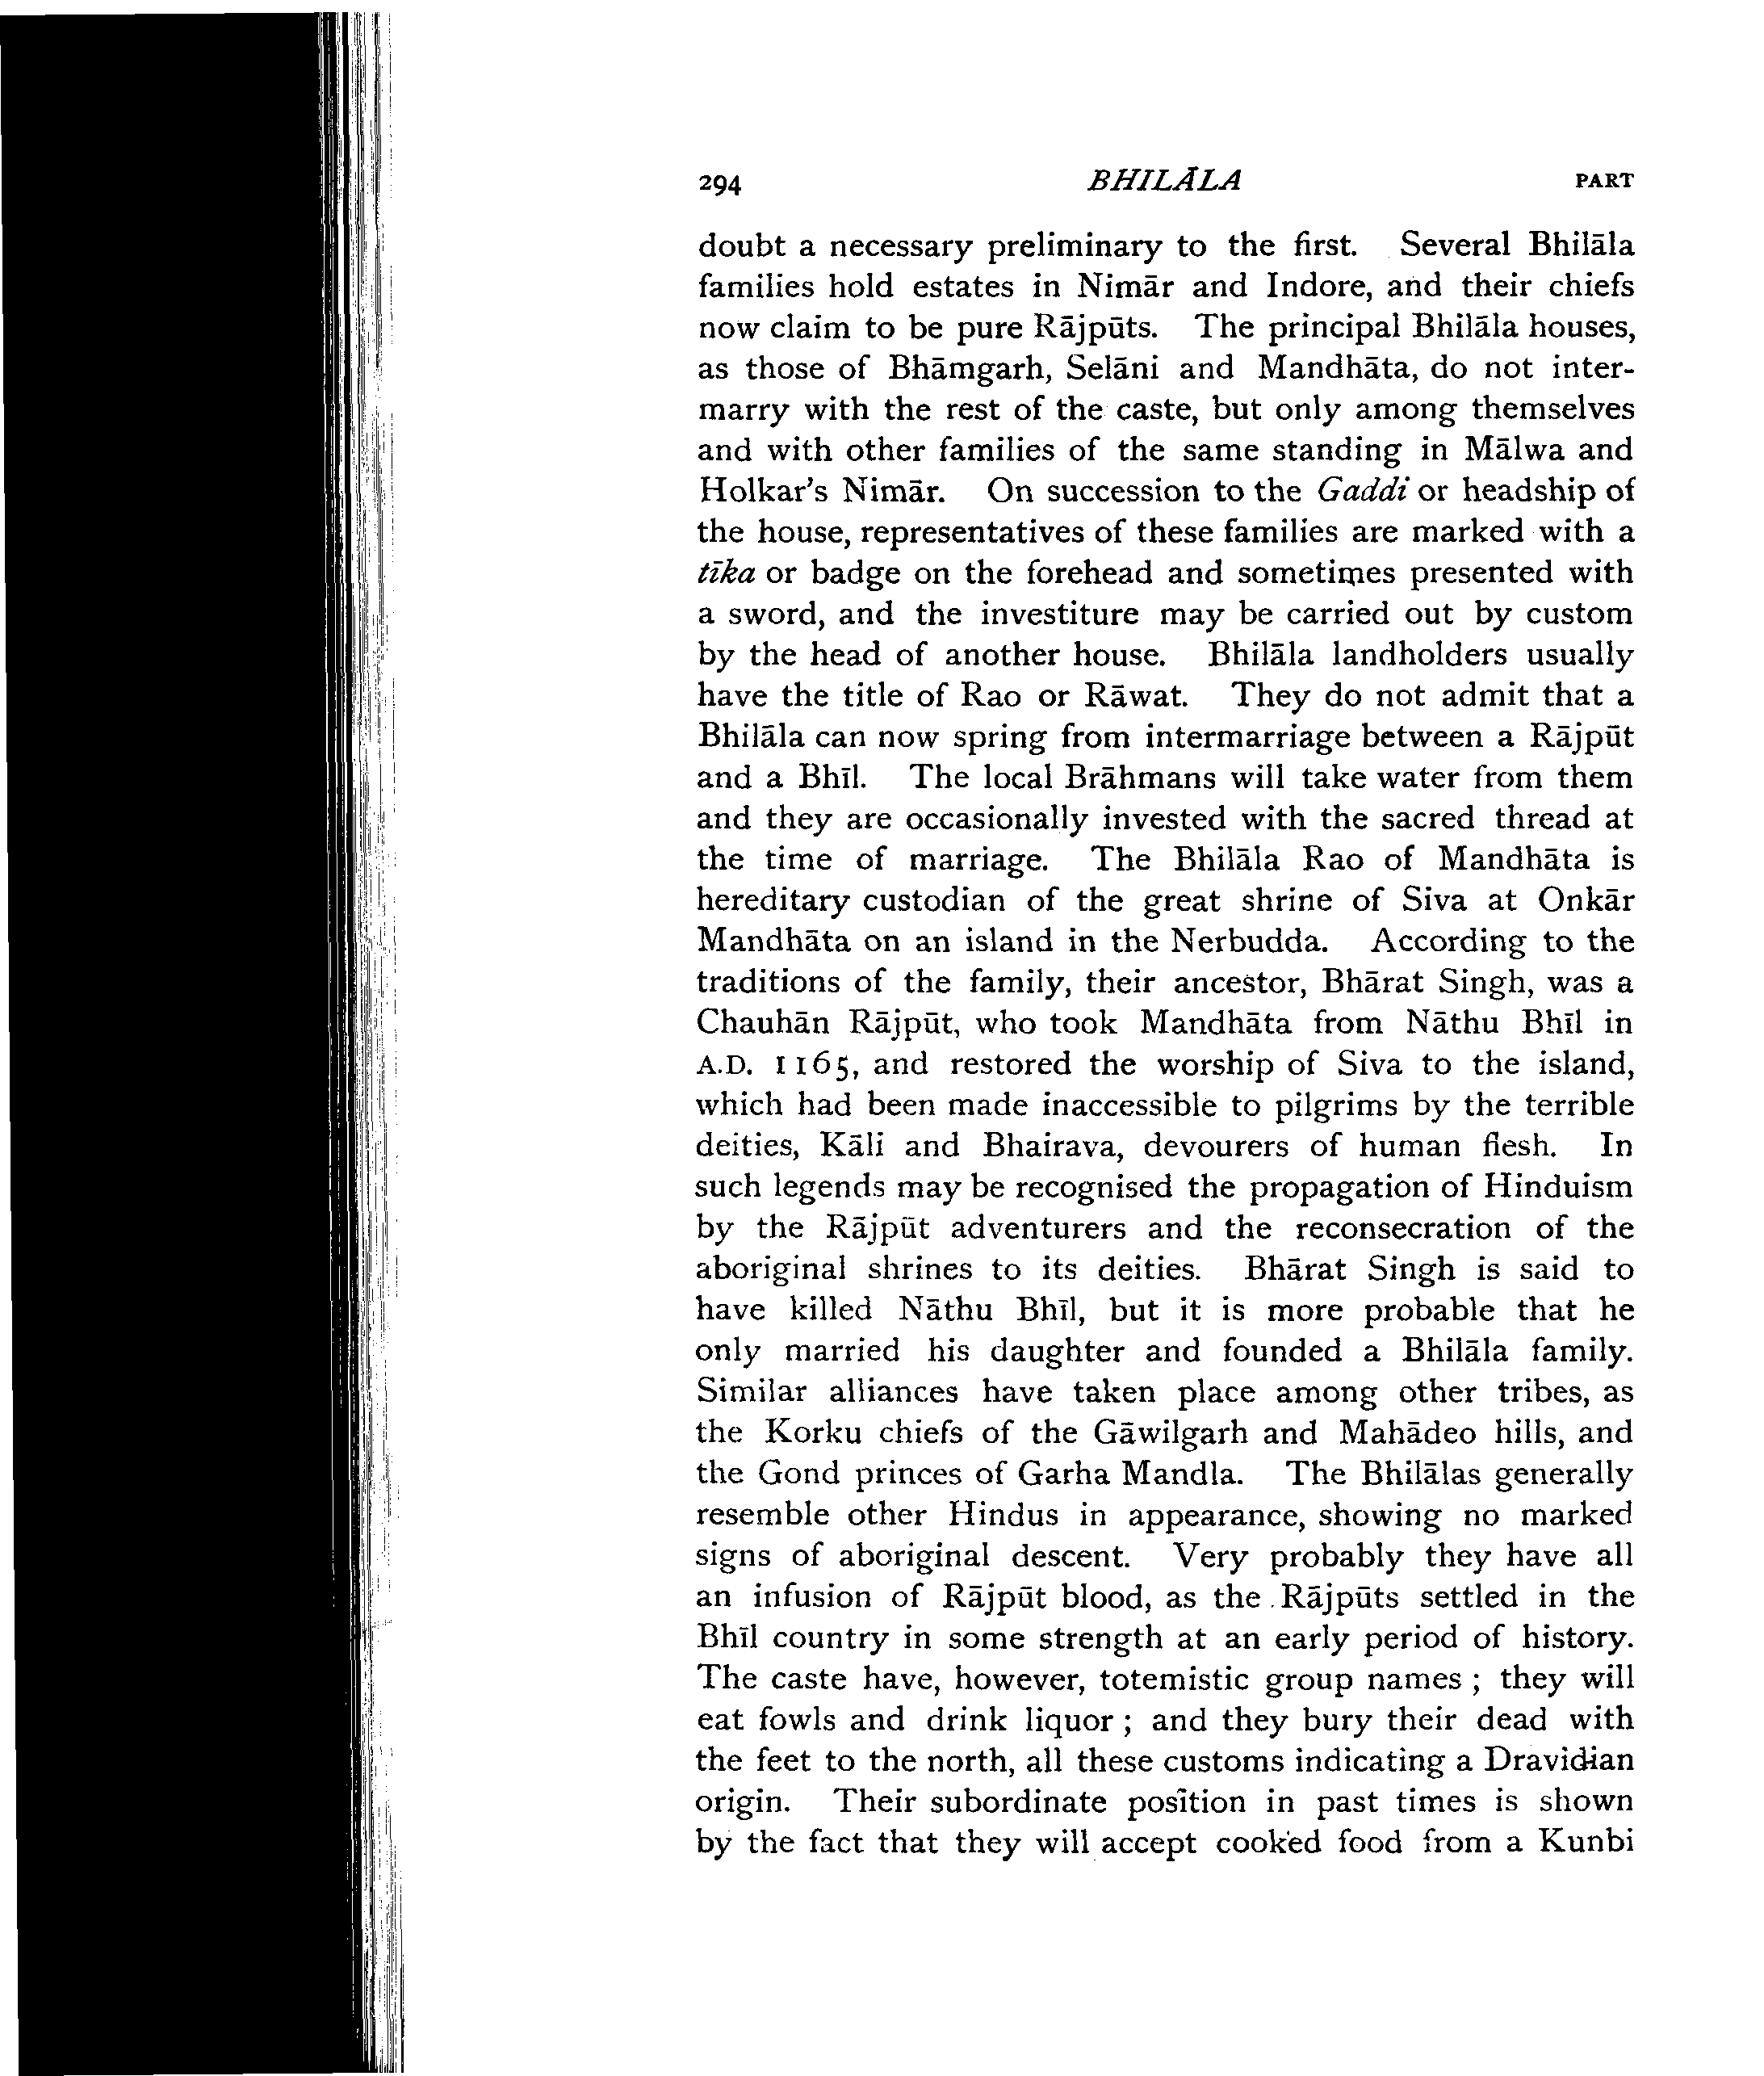 294 BHILĀLA PART
doubt a necessary preliminary to the first. Several Bhilāla
families hold estates in Nimār and Indore, and their chiefs
now claim to be pure Rājpūts. The principal Bhilāla houses,
as those of Bhāmgarh, Selāni and Mandhāta, do not inter-
marry with the rest of the caste, but only among themselves
and with other families of the same standing in Mālwa and
Holkar's Nimār. On succession to the Gaddi or headship of
the house, representatives of these families are marked with a
tīka or badge on the forehead and sometimes presented with
a sword, and the investiture may be carried out by custom
by the head of another house. Bhilāla landholders usually
have the title of Rao or Rāwat. They do not admit that a
Bhilāla can now spring from intermarriage between a Rājpūt
and a Bhīl. The local Brāhmans will take water from them
and they are occasionally invested with the sacred thread at
the time of marriage. The Bhilāla Rao of Mandhāta is
hereditary custodian of the great shrine of Siva at Onkār
Mandhāta on an island in the Nerbudda. According to the
traditions of the family, their ancestor, Bhārat Singh, was a
Chauhān Rājpūt, who took Mandhāta from Nāthu Bhīl in
A.D. 1165, and restored the worship of Siva to the island,
which had been made inaccessible to pilgrims by the terrible
deities, Kāli and Bhairava, devourers of human flesh. In
such legends may be recognised the propagation of Hinduism
by the Rājpūt adventurers and the reconsecration of the
aboriginal shrines to its deities. Bhārat Singh is said to
have killed Nāthu Bhīl, but it is more probable that he
only married his daughter and founded a Bhilāla family.
Similar alliances have taken place among other tribes, as
the Korku chiefs of the Gāwilgarh and Mahādeo hills, and
the Gond princes of Garha Mandla. The Bhilālas generally
resemble other Hindus in appearance, showing no marked
signs of aboriginal descent. Very probably they have all
an infusion of Rājpūt blood, as the Rājpūts settled in the
Bhīl country in some strength at an early period of history.
The caste have, however, totemistic group names ; they will
eat fowls and drink liquor ; and they bury their dead with
the feet to the north, all these customs indicating a Dravidian
origin. Their subordinate position in past times is shown
by the fact that they will accept cooked food from a Kunbi